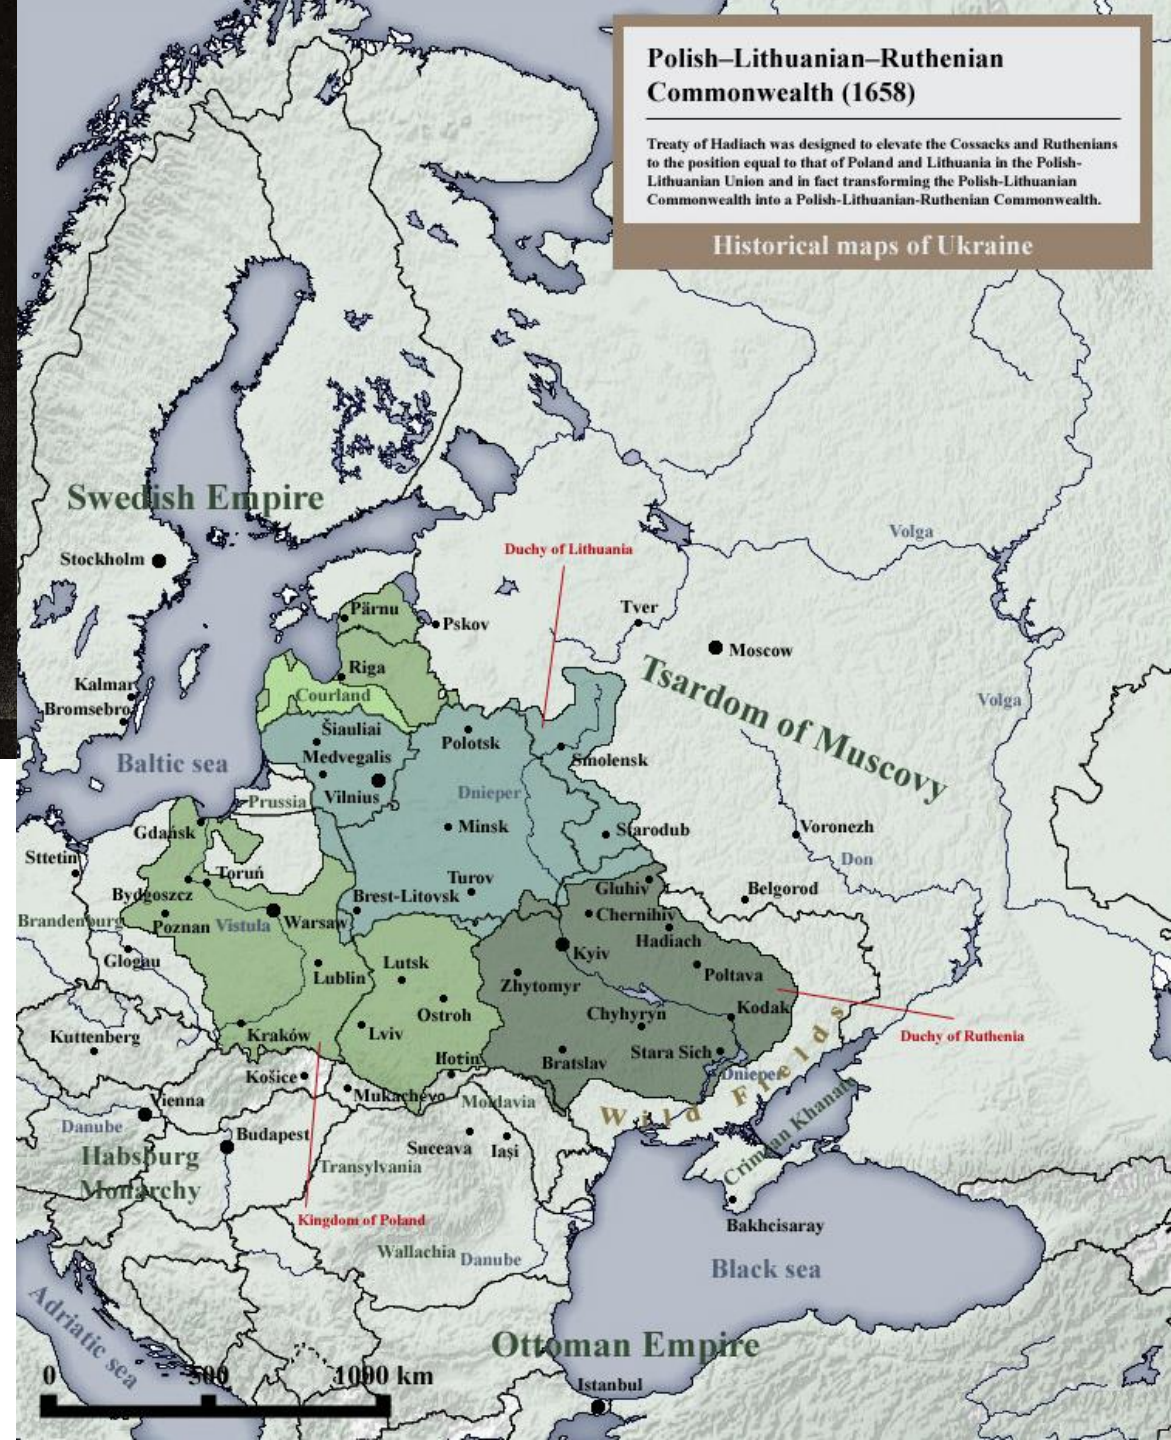 Polish–Lithuanian–Ruthenian
Commonwealth (1658)
Treaty of Hadiach was designed to elevate the Cossacks and Ruthenians
to the position equal to that of Poland and Lithuania in the Polish-
Lithuanian Union and in fact transforming the Polish-Lithuanian
Commonwealth into a Polish-Lithuanian-Ruthenian Commonwealth.
Historical maps of Ukraine
Swedish Empire
Stockholm
Volga
Duchy of Lithuania
Pärnu
Pskov
Tver
Moscow
Riga
Tsardom of Muscovy
Kalmar
Courland
Volga
Bromsebro
Šiauliai
Polotsk
Medvegalis
Smolensk
Baltic sea
Vilnius
Dnieper
Prussia
Gdańsk
Minsk
Starodub
Voronezh
Sttetin
Toruń
Don
Bydgoszcz
Turov
Brest-Litovsk
Gluhiv
Belgorod
Brandenburg
Poznan
Vistula
Warsaw
Chernihiv
Hadiach
Glogau
Kyiv
Lublin
Lutsk
Zhytomyr
Poltava
Ostroh
Chyhyryn
Kodak
Kuttenberg
Kraków
Lviv
Duchy of Ruthenia
Hotin
Bratslav
Stara Sich
Košice
Dnieper
Mukachevo
Moldavia
Wild Fields
Vienna
Danube
Budapest
Crimean Khanate
Habsburg
Monarchy
Suceava
Iaşi
Transylvania
Kingdom of Poland
Bakhcisaray
Wallachia
Danube
Black sea
Adriatic sea
Ottoman Empire
0 500 1000 km
Istanbul